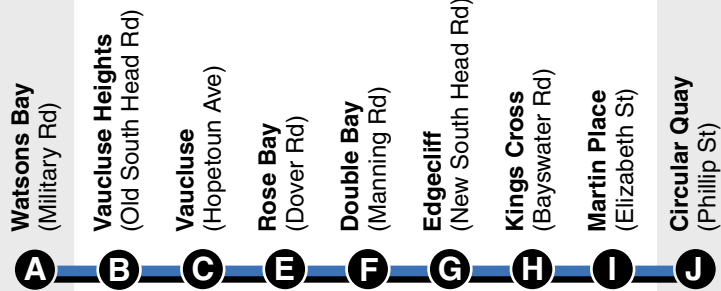 Watsons Bay
(Military Rd)
Vaucluse Heights
(Old South Head Rd)
Vaucluse
(Hopetoun Ave)
Rose Bay
(Dover Rd)
Double Bay
(Manning Rd)
Edgecliff
(New South Head Rd)
Kings Cross
(Bayswater Rd)
Martin Place
(Elizabeth St)
Circular Quay
(Phillip St)
A B C E F G H I J